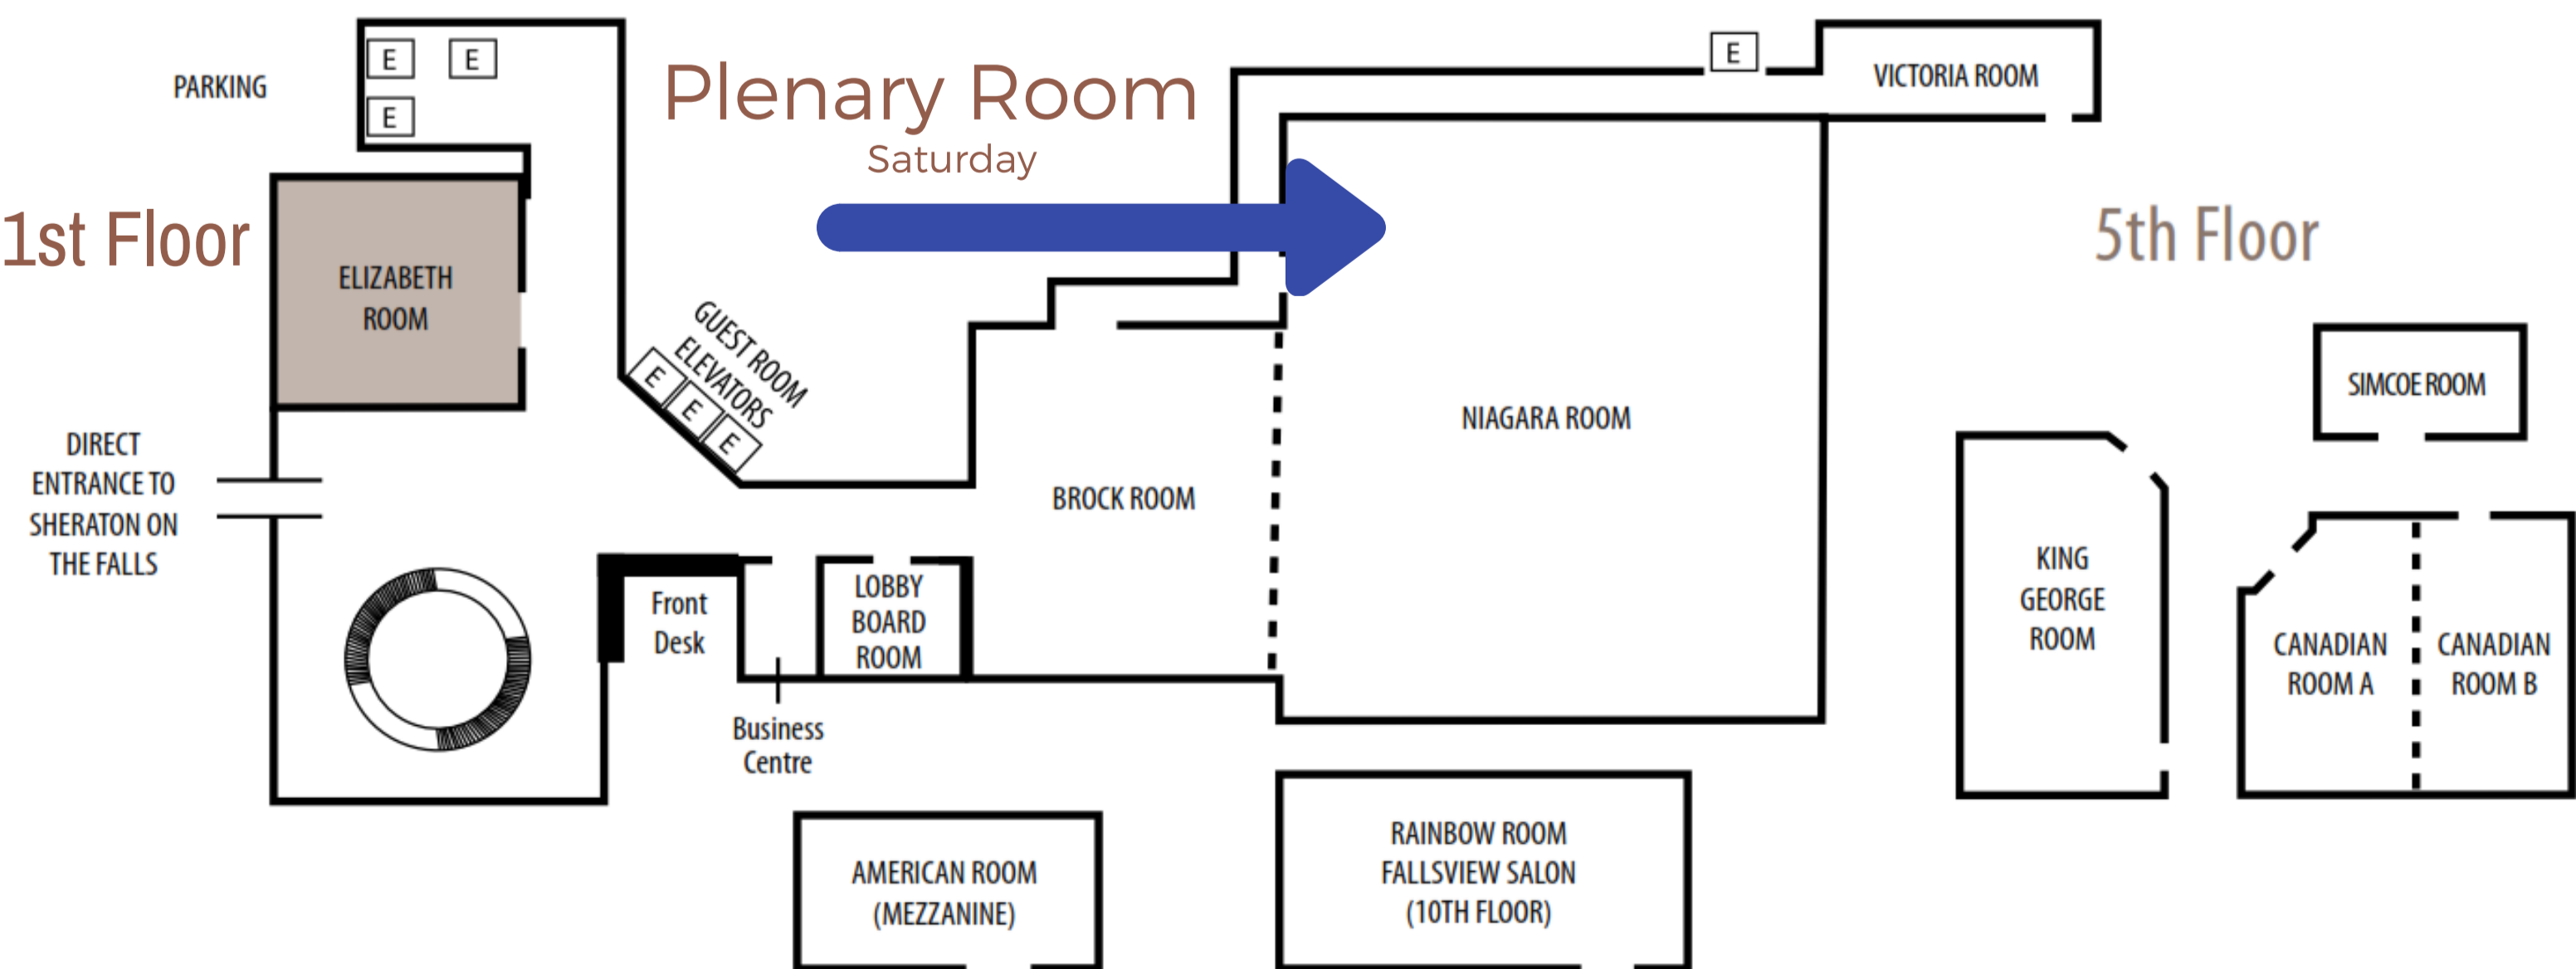 PARKING
E
E
E
Plenary Room
Saturday
E
VICTORIA ROOM
1st Floor
ELIZABETH
ROOM
5th Floor
GUEST ROOM
ELEVATORS
E
E
E
DIRECT
ENTRANCE TO
SHERATON ON
THE FALLS
BROCK ROOM
NIAGARA ROOM
SIMCOE ROOM
KING
GEORGE
ROOM
CANADIAN
ROOM A
CANADIAN
ROOM B
Front
Desk
LOBBY
BOARD
ROOM
Business
Centre
AMERICAN ROOM
(MEZZANINE)
RAINBOW ROOM
FALLSVIEW SALON
(10TH FLOOR)